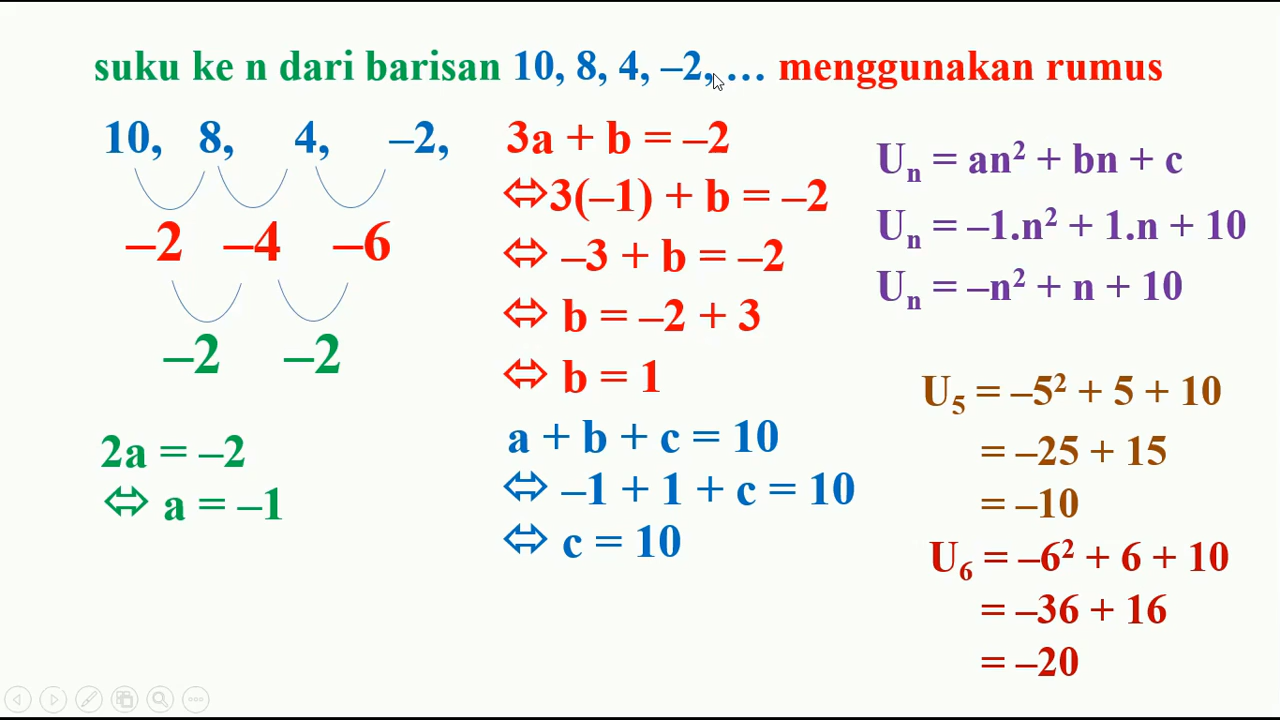 suku ke n dari barisan 10, 8, 4, –2, … menggunakan rumus
10, 8, 4, –2,
–2 –4 –6
–2 –2
2a = –2
⇔ a = –1
3a + b = –2
⇔3(–1) + b = –2
⇔ –3 + b = –2
⇔ b = –2 + 3
⇔ b = 1
a + b + c = 10
⇔ –1 + 1 + c = 10
⇔ c = 10
Uₙ = an² + bn + c
Uₙ = –1.n² + 1.n + 10
Uₙ = –n² + n + 10
U₅ = –5² + 5 + 10
= –25 + 15
= –10
U₆ = –6² + 6 + 10
= –36 + 16
= –20